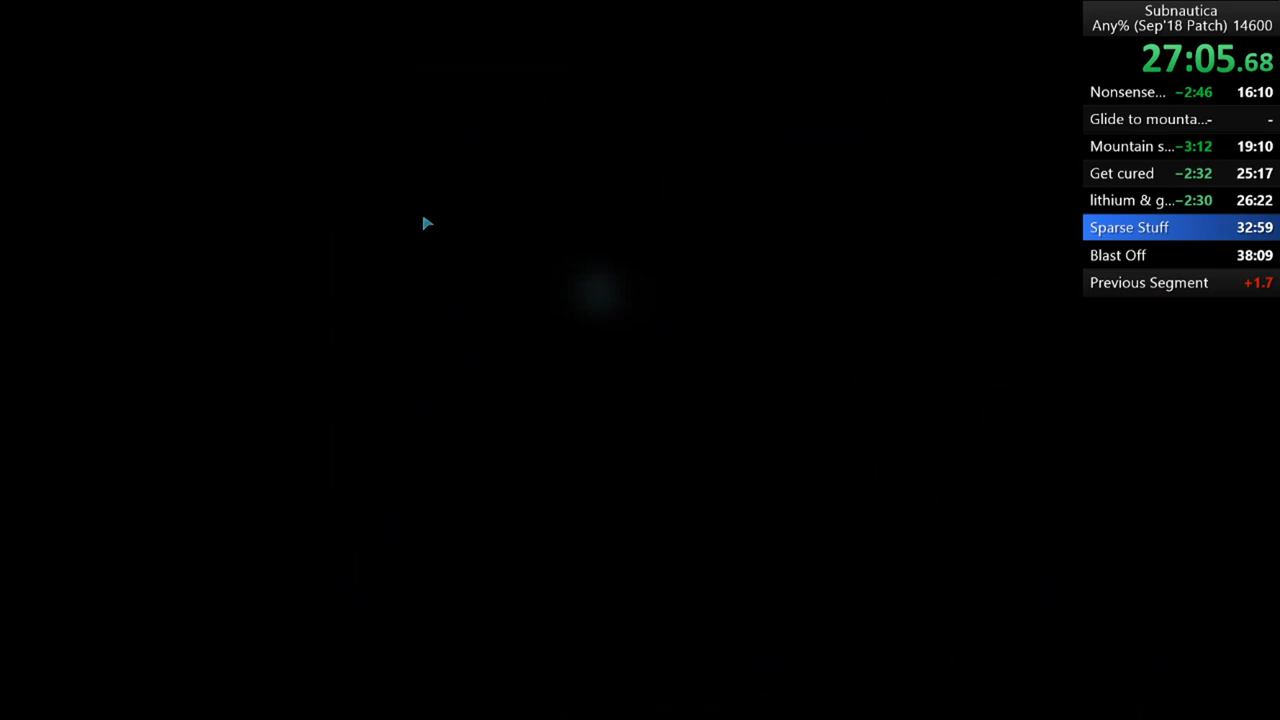 Subnautica
Any% (Sep'18 Patch) 14600
27:05.68
Nonsense... −2:46 16:10
Glide to mounta...- -
Mountain s...−3:12 19:10
Get cured −2:32 25:17
lithium & g...−2:30 26:22
Sparse Stuff 32:59
Blast Off 38:09
Previous Segment +1.7